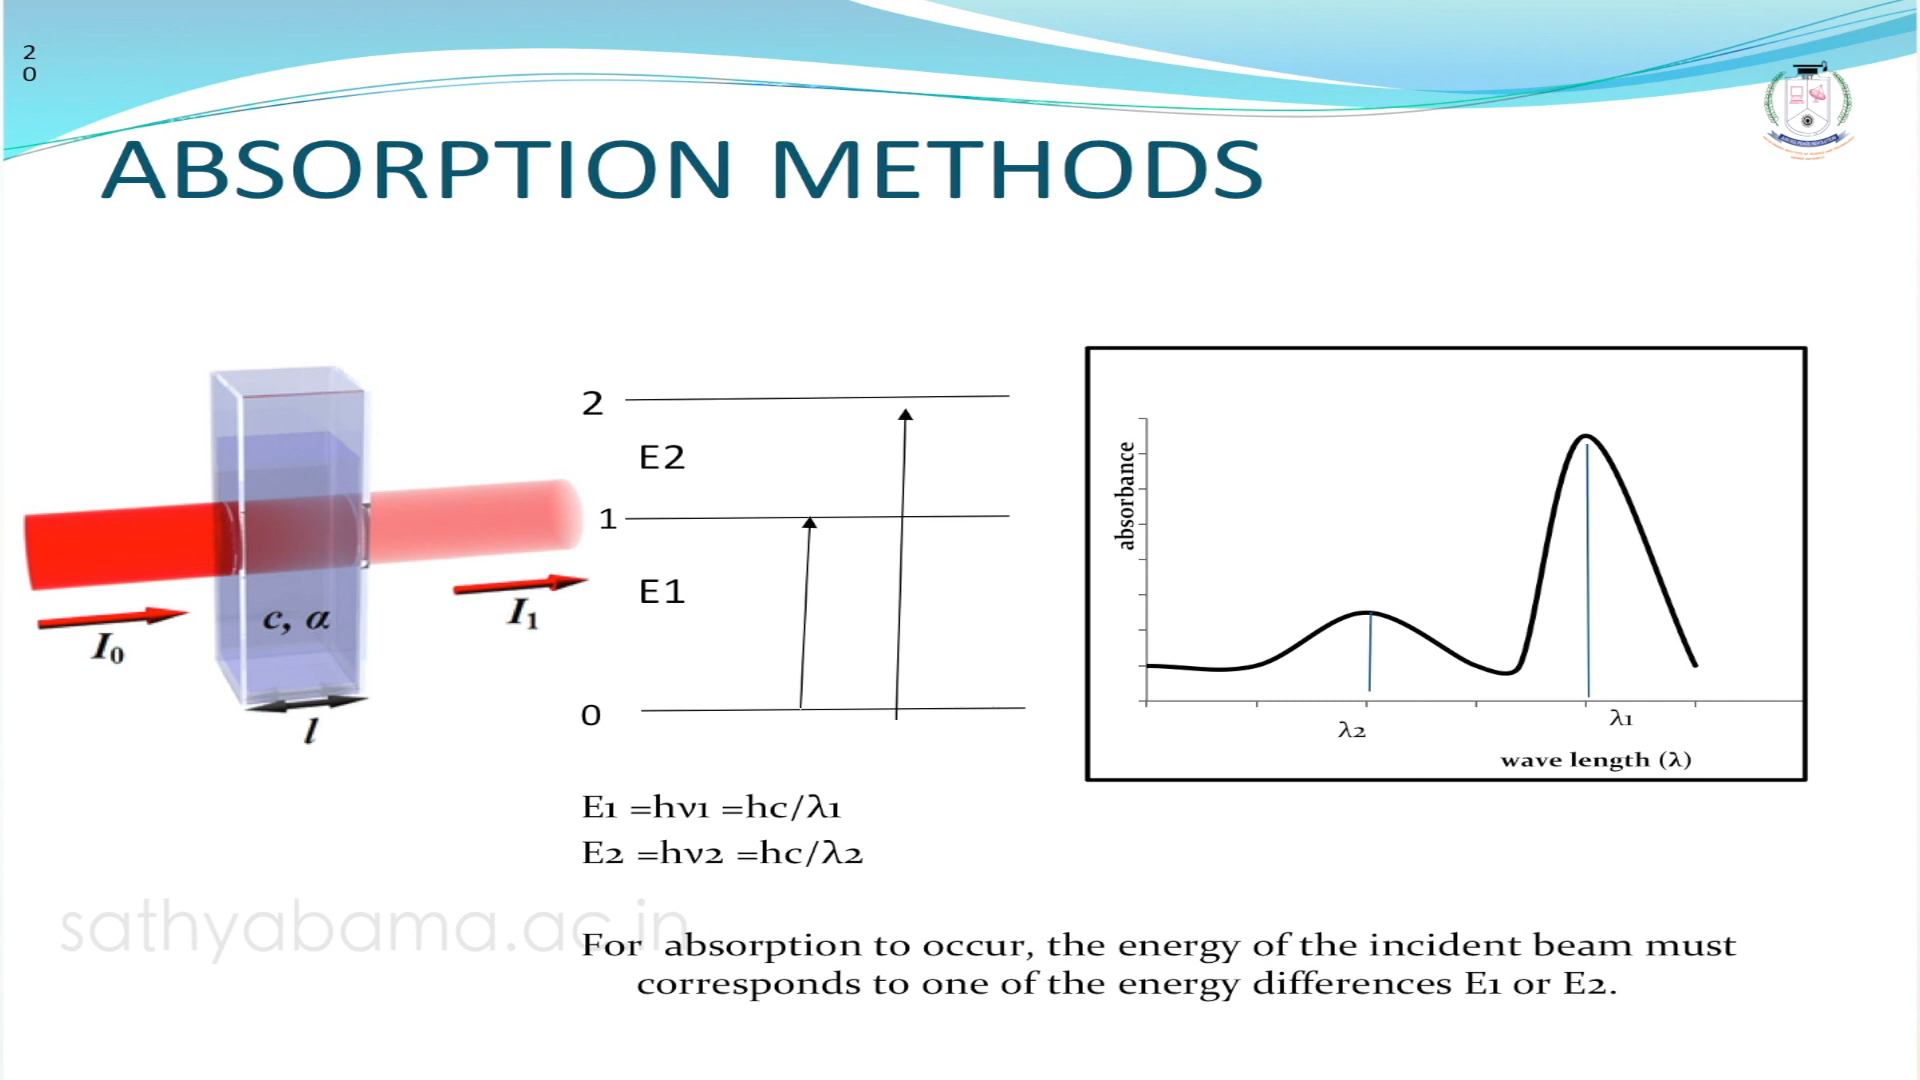 2
0
ABSORPTION METHODS
I0
c, α
l
I1
2
E2
1
E1
0
absorbance
λ2
λ1
wave length (λ)
E1 =hν1 =hc/λ1
E2 =hν2 =hc/λ2
sathyabama.ac.in
For absorption to occur, the energy of the incident beam must
corresponds to one of the energy differences E1 or E2.